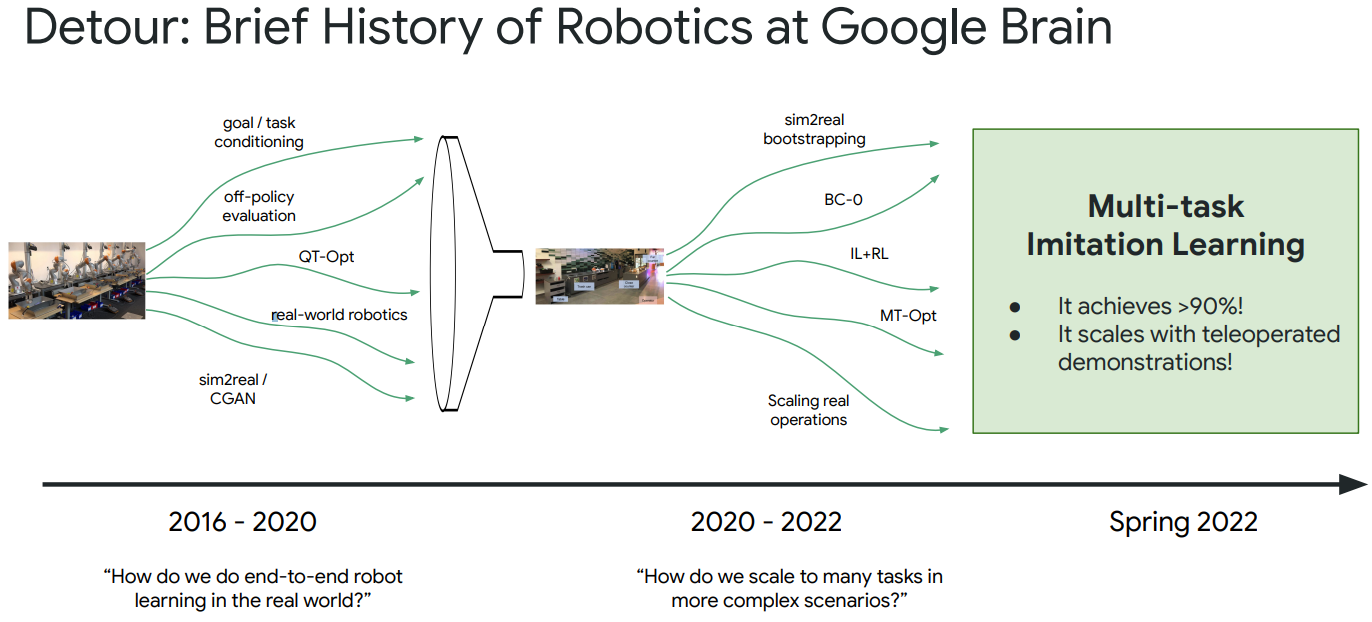 Detour: Brief History of Robotics at Google Brain
goal / task
conditioning
off-policy
evaluation
QT-Opt
real-world robotics
sim2real /
CGAN
sim2real
bootstrapping
BC-0
IL+RL
MT-Opt
Scaling real
operations
Multi-task
Imitation Learning
● It achieves >90%!
● It scales with teleoperated
demonstrations!
2016 - 2020
2020 - 2022
Spring 2022
“How do we do end-to-end robot
learning in the real world?”
“How do we scale to many tasks in
more complex scenarios?”